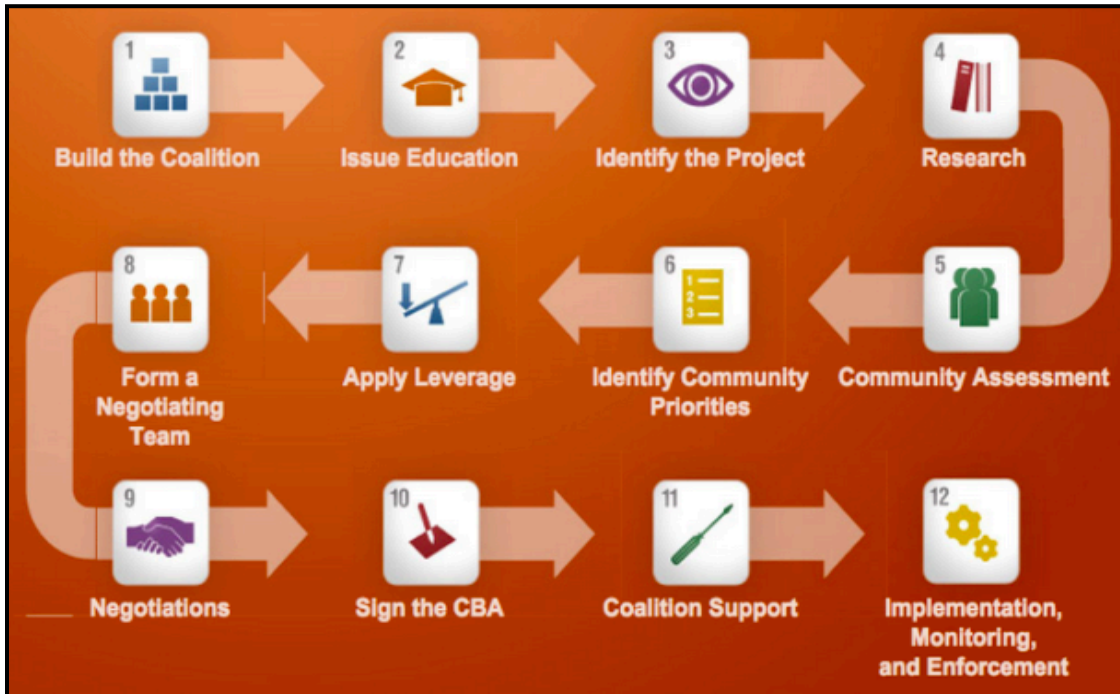 1
Build the Coalition
2
Issue Education
3
Identify the Project
4
Research
5
Community Assessment
6
1
2
3
Identify Community
Priorities
7
Apply Leverage
8
Form a
Negotiating
Team
9
Negotiations
10
Sign the CBA
11
Coalition Support
12
Implementation,
Monitoring,
and Enforcement